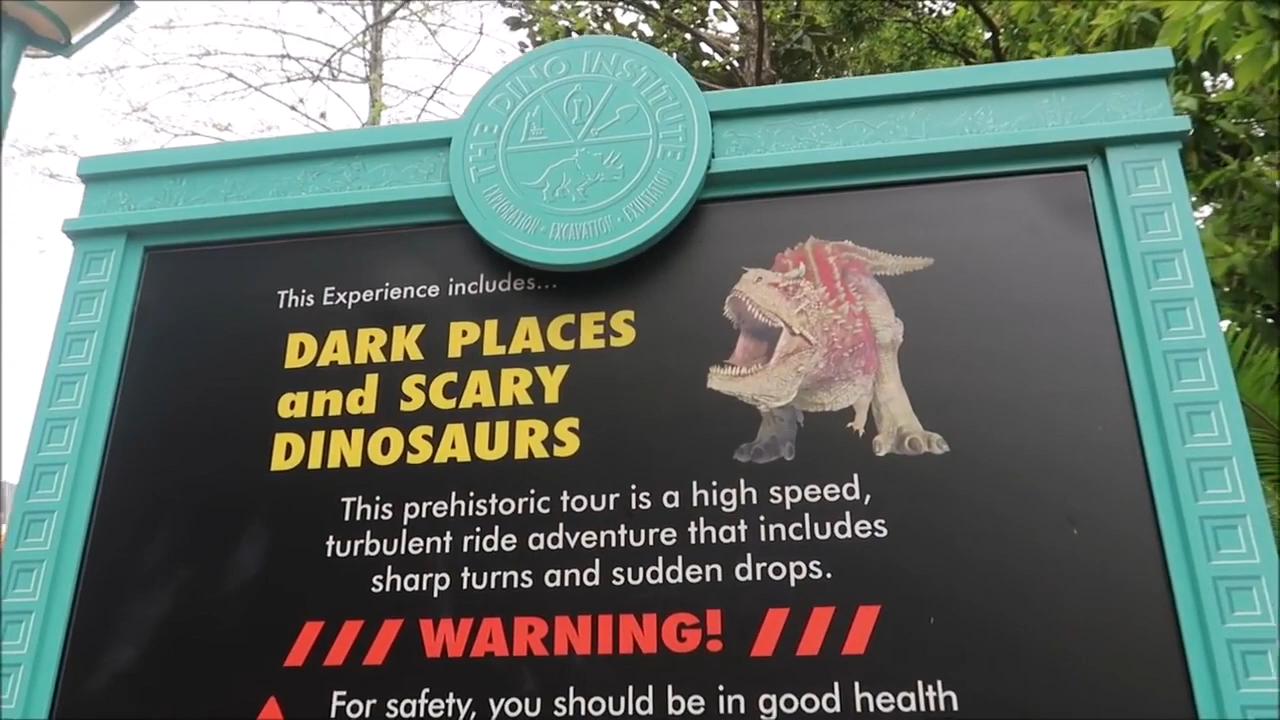 THE DINO INSTITUTE
EXPLORATION · EXCAVATION · EXULTATION
This Experience includes...
DARK PLACES
and SCARY
DINOSAURS
This prehistoric tour is a high speed,
turbulent ride adventure that includes
sharp turns and sudden drops.
WARNING!
For safety, you should be in good health